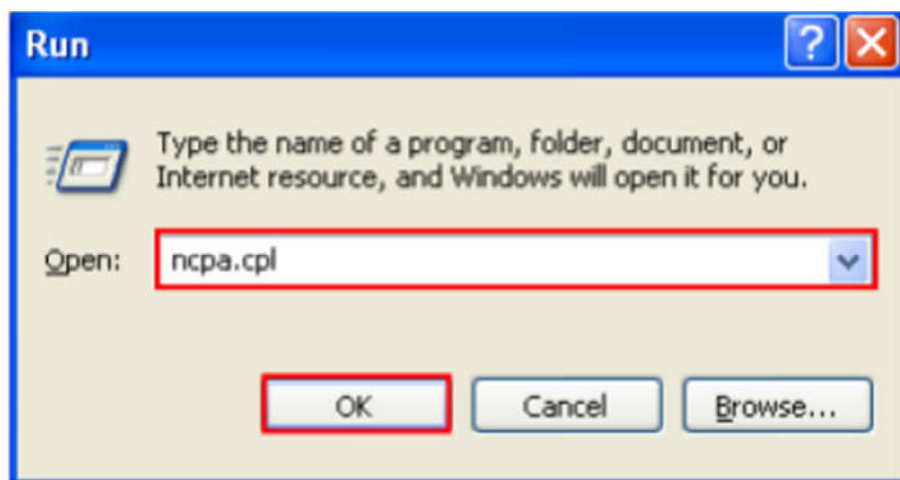 Run
Type the name of a program, folder, document, or
Internet resource, and Windows will open it for you.
Open: ncpa.cpl
OK Cancel Browse...